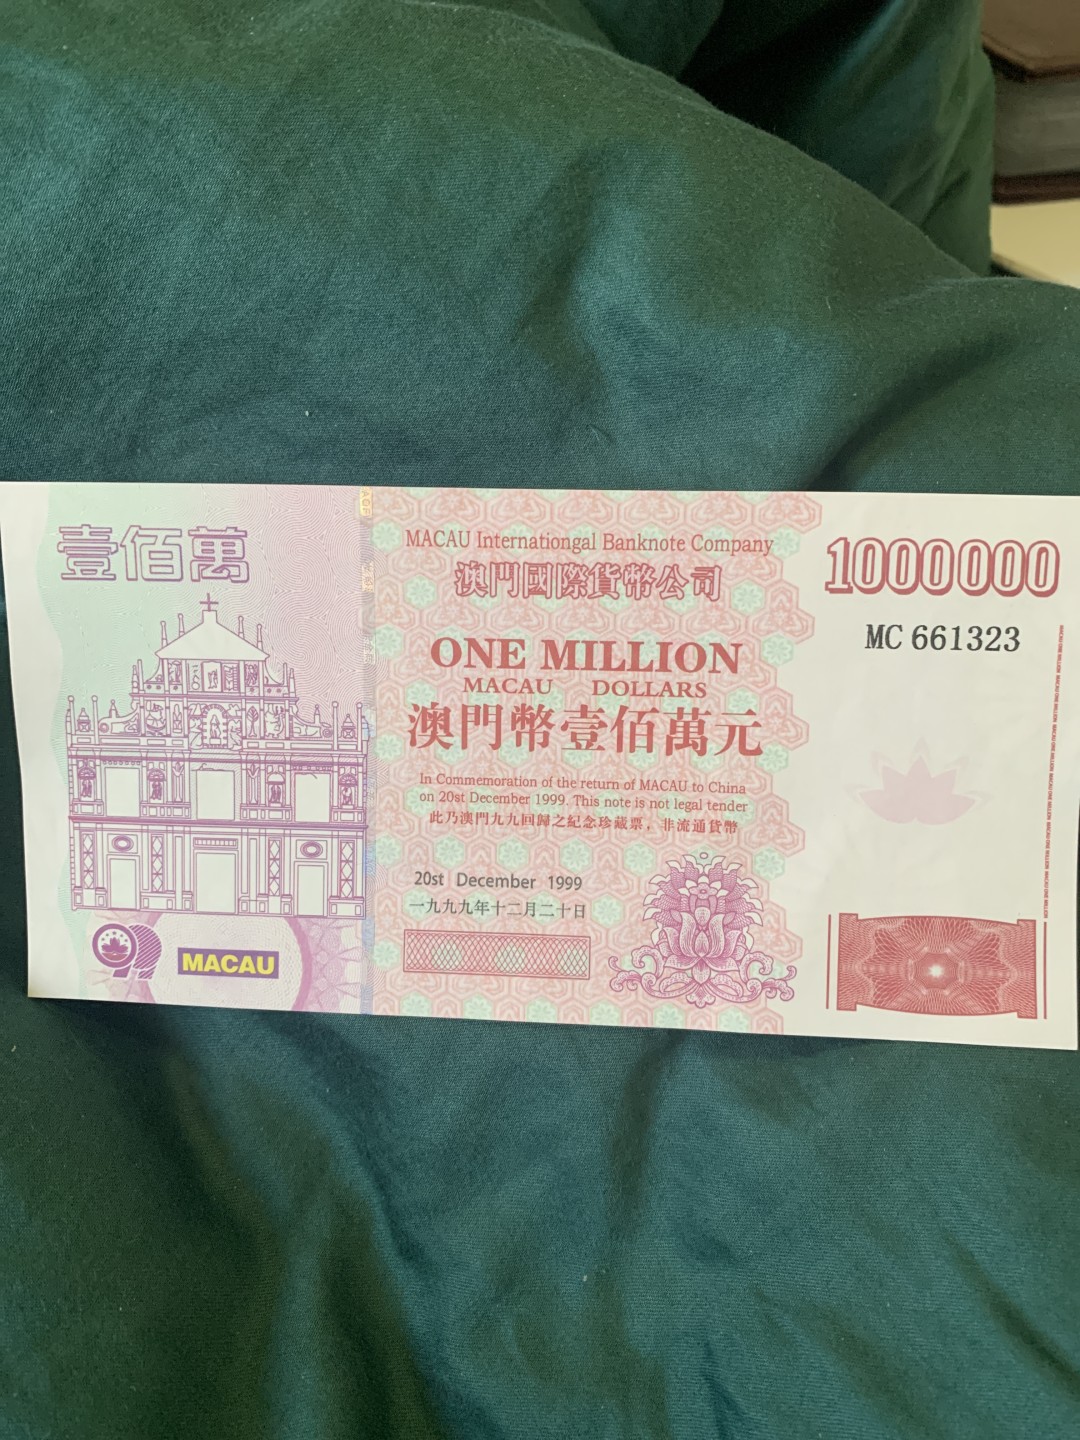 壹佰萬
MACAU Internationgal Banknote Company
澳門國際貨幣公司
ONE MILLION
MACAU DOLLARS
澳門幣壹佰萬元
In Commemoration of the return of MACAU to China
on 20st December 1999. This note is not legal tender
此乃澳門九九回歸之紀念珍藏票，非流通貨幣
20st December 1999
一九九九年十二月二十日
1000000
MC 661323
99
MACAU